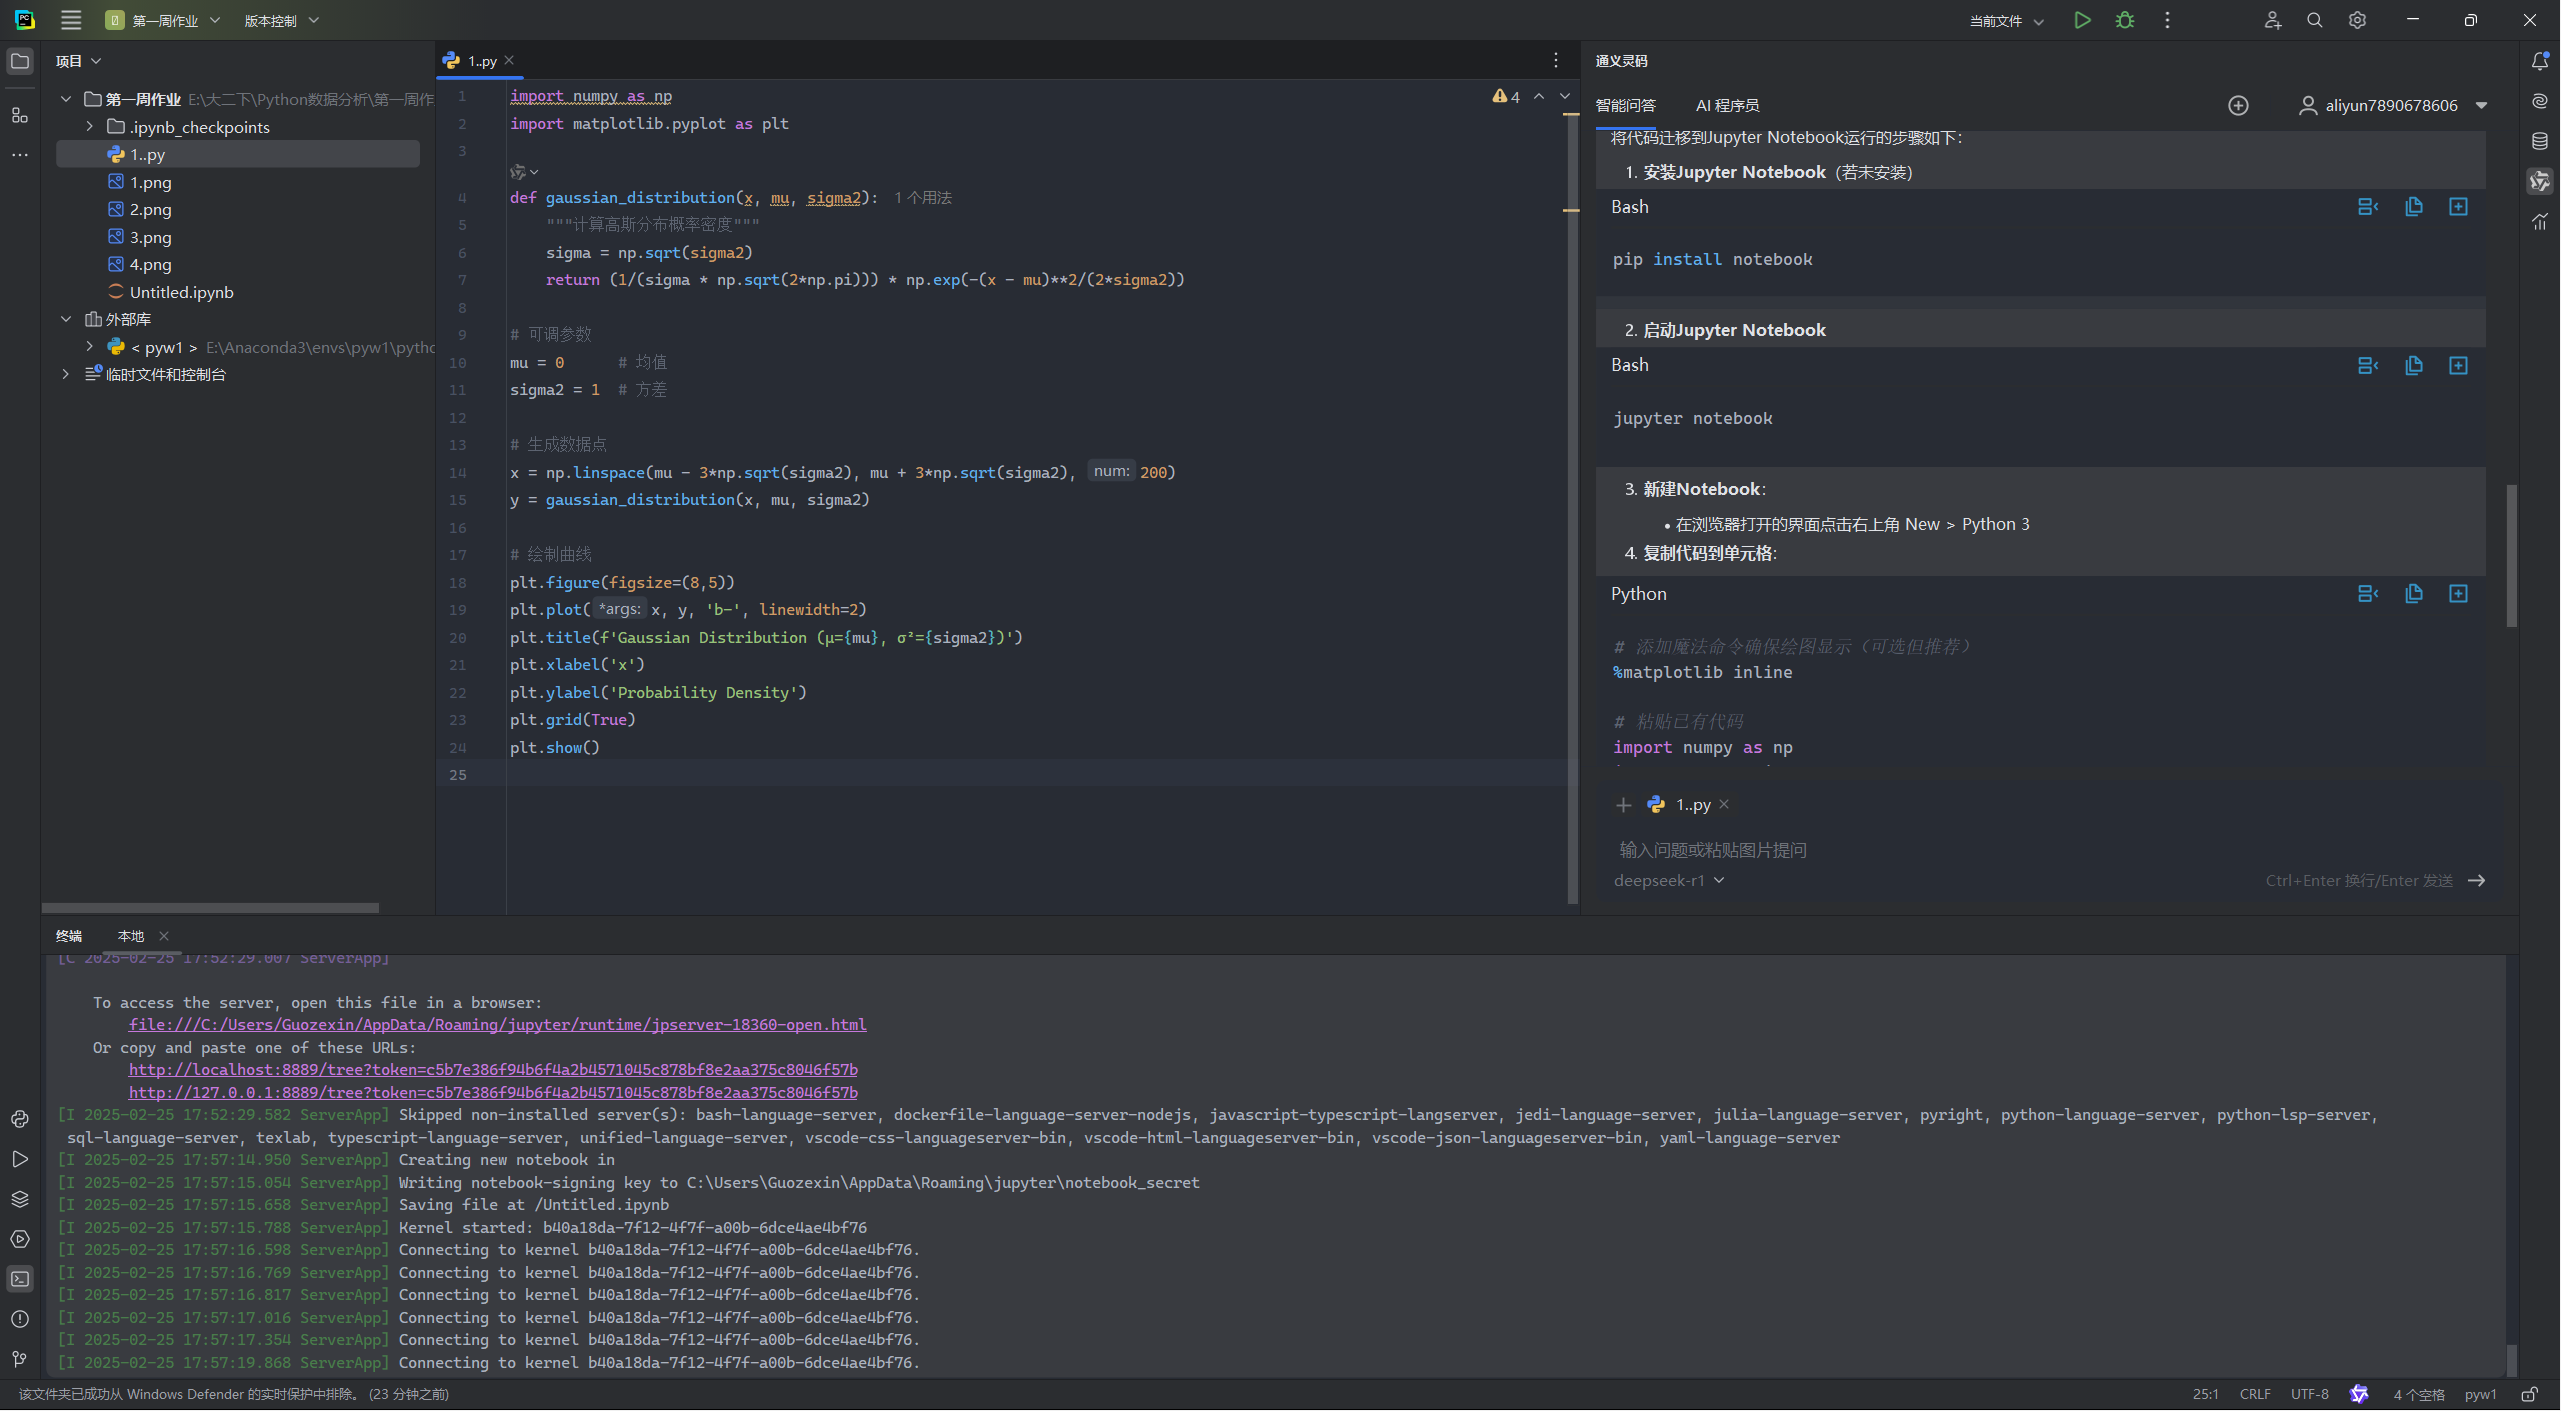 第一周作业
版本控制
当前文件
项目
第一周作业 E:\大二下\Python数据分析\第一周作
.ipynb_checkpoints
1..py
1.png
2.png
3.png
4.png
Untitled.ipynb
外部库
< pyw1 > E:\Anaconda3\envs\pyw1\pytho
临时文件和控制台
1..py
4
1 import numpy as np
2 import matplotlib.pyplot as plt
3
4 def gaussian_distribution(x, mu, sigma2): 1 个用法
5 """计算高斯分布概率密度"""
6 sigma = np.sqrt(sigma2)
7 return (1/(sigma * np.sqrt(2*np.pi))) * np.exp(-(x - mu)**2/(2*sigma2))
8
9 # 可调参数
10 mu = 0 # 均值
11 sigma2 = 1 # 方差
12
13 # 生成数据点
14 x = np.linspace(mu - 3*np.sqrt(sigma2), mu + 3*np.sqrt(sigma2), num: 200)
15 y = gaussian_distribution(x, mu, sigma2)
16
17 # 绘制曲线
18 plt.figure(figsize=(8,5))
19 plt.plot( *args: x, y, 'b-', linewidth=2)
20 plt.title(f'Gaussian Distribution (μ={mu}, σ²={sigma2})')
21 plt.xlabel('x')
22 plt.ylabel('Probability Density')
23 plt.grid(True)
24 plt.show()
25
通义灵码
智能问答 AI 程序员
aliyun7890678606
将代码迁移到Jupyter Notebook运行的步骤如下：
1. 安装Jupyter Notebook（若未安装）
Bash
pip install notebook
2. 启动Jupyter Notebook
Bash
jupyter notebook
3. 新建Notebook：
• 在浏览器打开的界面点击右上角 New > Python 3
4. 复制代码到单元格:
Python
# 添加魔法命令确保绘图显示（可选但推荐）
%matplotlib inline
# 粘贴已有代码
import numpy as np
1..py
输入问题或粘贴图片提问
deepseek-r1
Ctrl+Enter 换行/Enter 发送
终端 本地
[C 2025-02-25 17:52:29.007 ServerApp]
To access the server, open this file in a browser:
file:///C:/Users/Guozexin/AppData/Roaming/jupyter/runtime/jpserver-18360-open.html
Or copy and paste one of these URLs:
http://localhost:8889/tree?token=c5b7e386f94b6f4a2b4571045c878bf8e2aa375c8046f57b
http://127.0.0.1:8889/tree?token=c5b7e386f94b6f4a2b4571045c878bf8e2aa375c8046f57b
[I 2025-02-25 17:52:29.582 ServerApp] Skipped non-installed server(s): bash-language-server, dockerfile-language-server-nodejs, javascript-typescript-langserver, jedi-language-server, julia-language-server, pyright, python-language-server, python-lsp-server,
sql-language-server, texlab, typescript-language-server, unified-language-server, vscode-css-languageserver-bin, vscode-html-languageserver-bin, vscode-json-languageserver-bin, yaml-language-server
[I 2025-02-25 17:57:14.950 ServerApp] Creating new notebook in
[I 2025-02-25 17:57:15.054 ServerApp] Writing notebook-signing key to C:\Users\Guozexin\AppData\Roaming\jupyter\notebook_secret
[I 2025-02-25 17:57:15.658 ServerApp] Saving file at /Untitled.ipynb
[I 2025-02-25 17:57:15.788 ServerApp] Kernel started: b40a18da-7f12-4f7f-a00b-6dce4ae4bf76
[I 2025-02-25 17:57:16.598 ServerApp] Connecting to kernel b40a18da-7f12-4f7f-a00b-6dce4ae4bf76.
[I 2025-02-25 17:57:16.769 ServerApp] Connecting to kernel b40a18da-7f12-4f7f-a00b-6dce4ae4bf76.
[I 2025-02-25 17:57:16.817 ServerApp] Connecting to kernel b40a18da-7f12-4f7f-a00b-6dce4ae4bf76.
[I 2025-02-25 17:57:17.016 ServerApp] Connecting to kernel b40a18da-7f12-4f7f-a00b-6dce4ae4bf76.
[I 2025-02-25 17:57:17.354 ServerApp] Connecting to kernel b40a18da-7f12-4f7f-a00b-6dce4ae4bf76.
[I 2025-02-25 17:57:19.868 ServerApp] Connecting to kernel b40a18da-7f12-4f7f-a00b-6dce4ae4bf76.
该文件夹已成功从 Windows Defender 的实时保护中排除。 (23 分钟之前)
25:1 CRLF UTF-8 4 个空格 pyw1